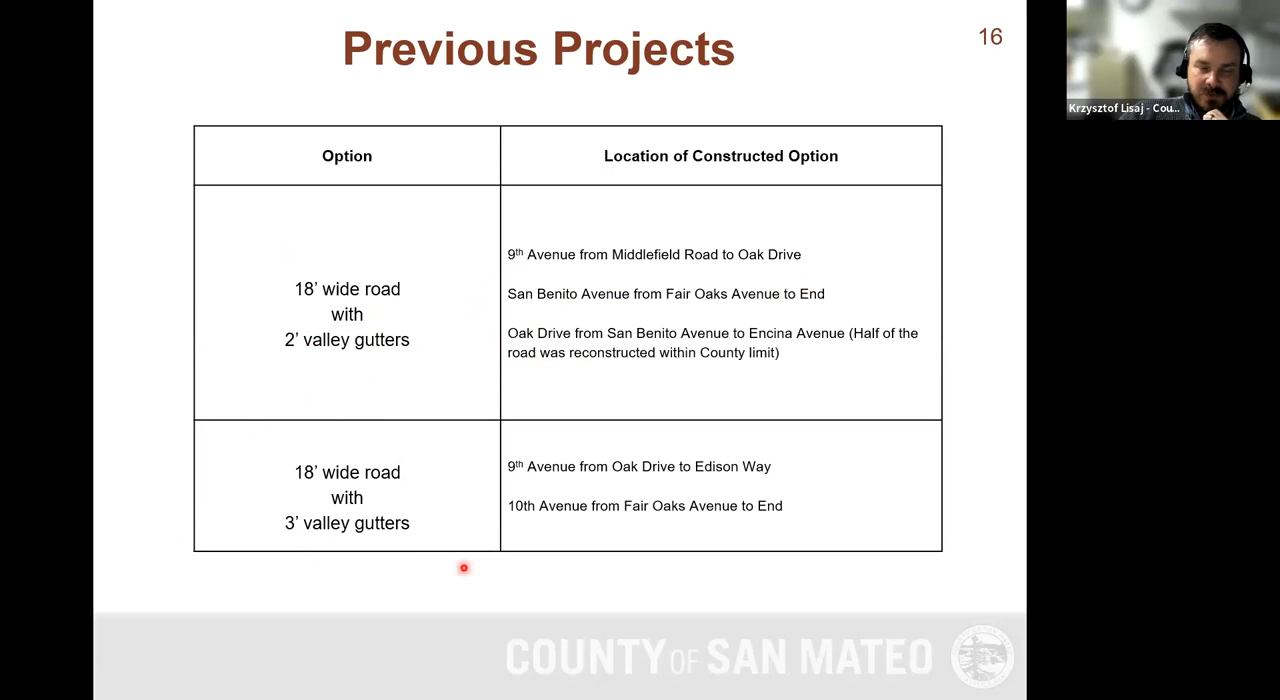 Previous Projects
16
Krzysztof Lisaj - Cou...
Option
Location of Constructed Option
18’ wide road
with
2’ valley gutters
9th Avenue from Middlefield Road to Oak Drive
San Benito Avenue from Fair Oaks Avenue to End
Oak Drive from San Benito Avenue to Encina Avenue (Half of the
road was reconstructed within County limit)
18’ wide road
with
3’ valley gutters
9th Avenue from Oak Drive to Edison Way
10th Avenue from Fair Oaks Avenue to End
COUNTY OF SAN MATEO